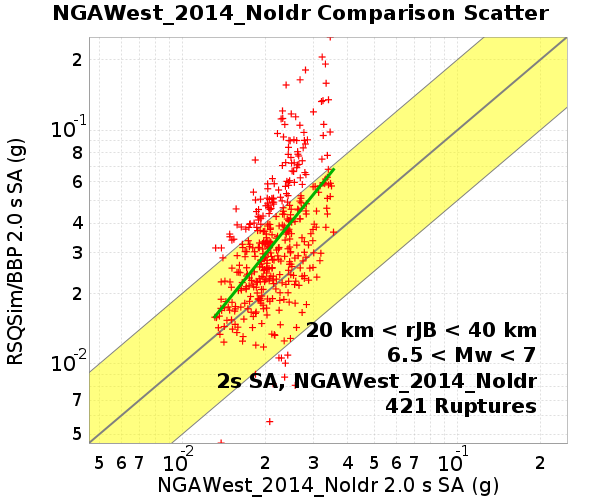 NGAWest_2014_NoIdr Comparison Scatter
RSQSim/BBP 2.0 s SA (g)
2
10-1
8
6
4
3
2
10-2
7
5
20 km < rJB < 40 km
6.5 < Mw < 7
2s SA, NGAWest_2014_NoIdr
421 Ruptures
5 6 7 10-2 2 3 4 5 6 7 10-1 2
NGAWest_2014_NoIdr 2.0 s SA (g)